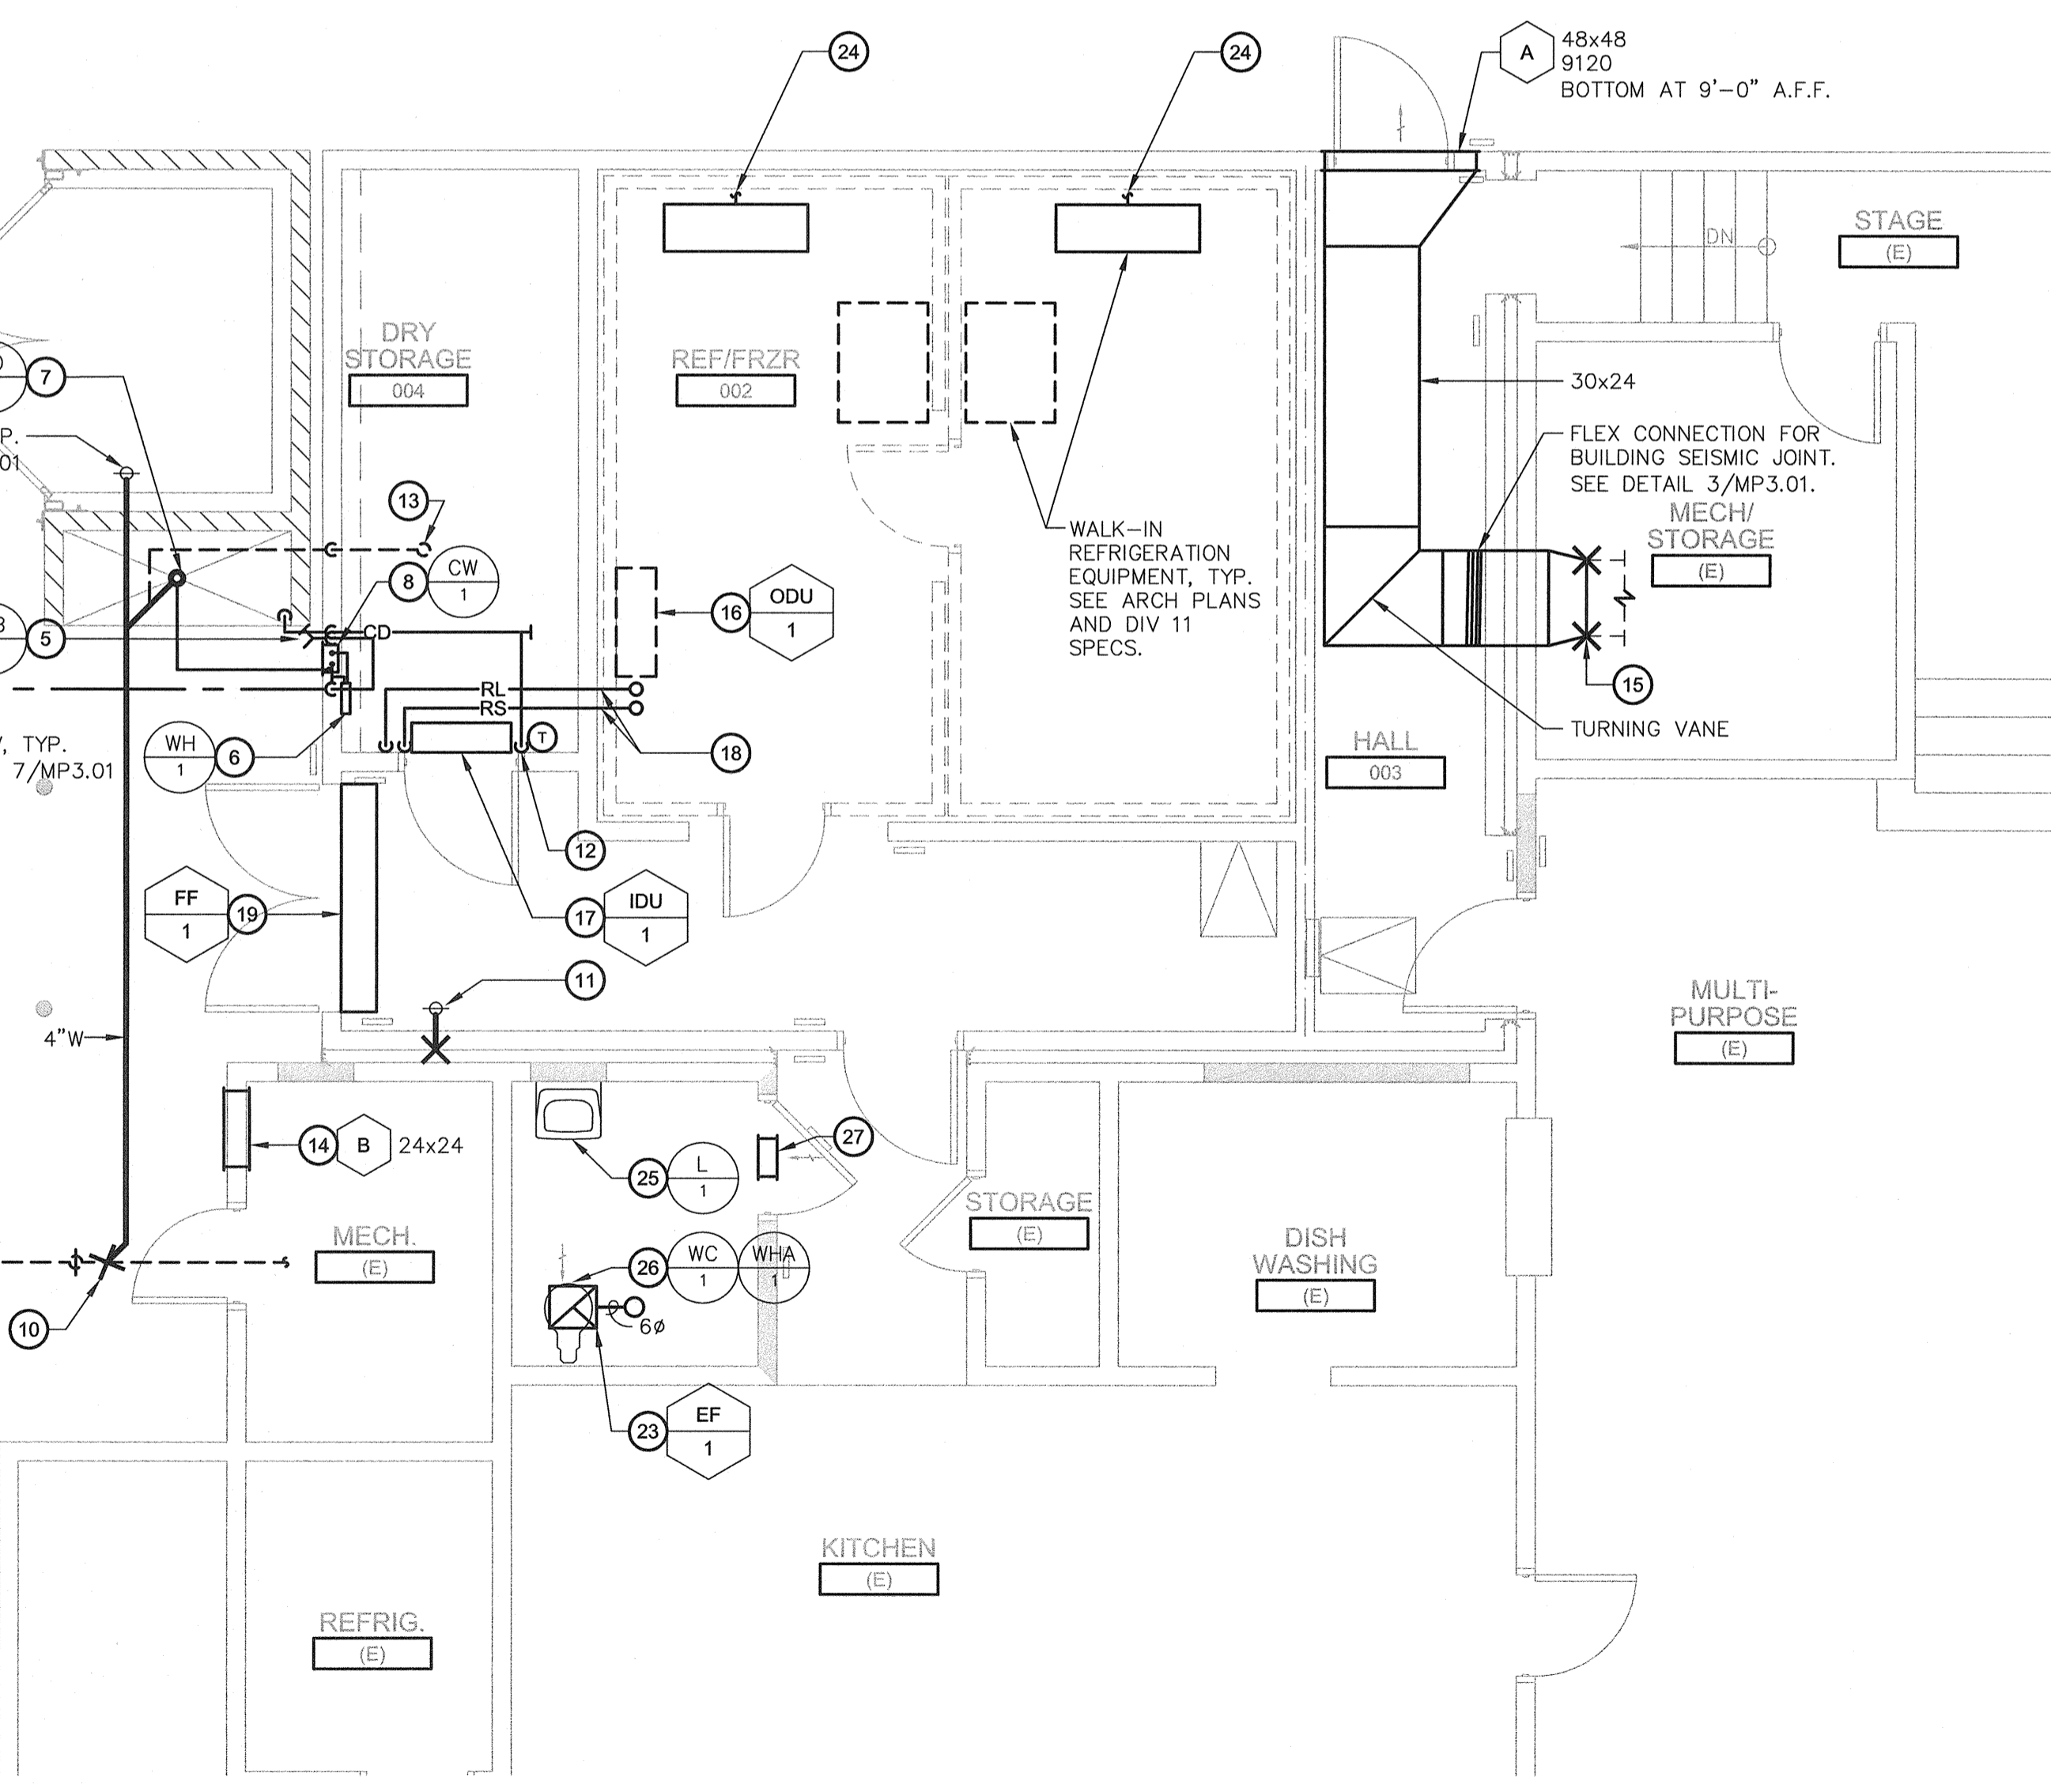 24
24
A
48x48
9120
BOTTOM AT 9'-0" A.F.F.
STAGE
(E)
DN
DRY
STORAGE
004
REF/FRZR
002
7
30x24
FLEX CONNECTION FOR
BUILDING SEISMIC JOINT.
SEE DETAIL 3/MP3.01.
MECH/
STORAGE
(E)
P.
01
13
8
CW
1
WALK-IN
REFRIGERATION
EQUIPMENT, TYP.
SEE ARCH PLANS
AND DIV 11
SPECS.
16
ODU
1
5
CD
15
RL
RS
T
18
TURNING VANE
HALL
003
WH
1
6
, TYP.
7/MP3.01
12
FF
1
19
17
IDU
1
11
4"W
MULTI-
PURPOSE
(E)
14
B
24x24
27
25
L
1
STORAGE
(E)
MECH.
(E)
DISH
WASHING
(E)
26
WC
1
WHA
1
10
6ø
23
EF
1
KITCHEN
(E)
REFRIG.
(E)